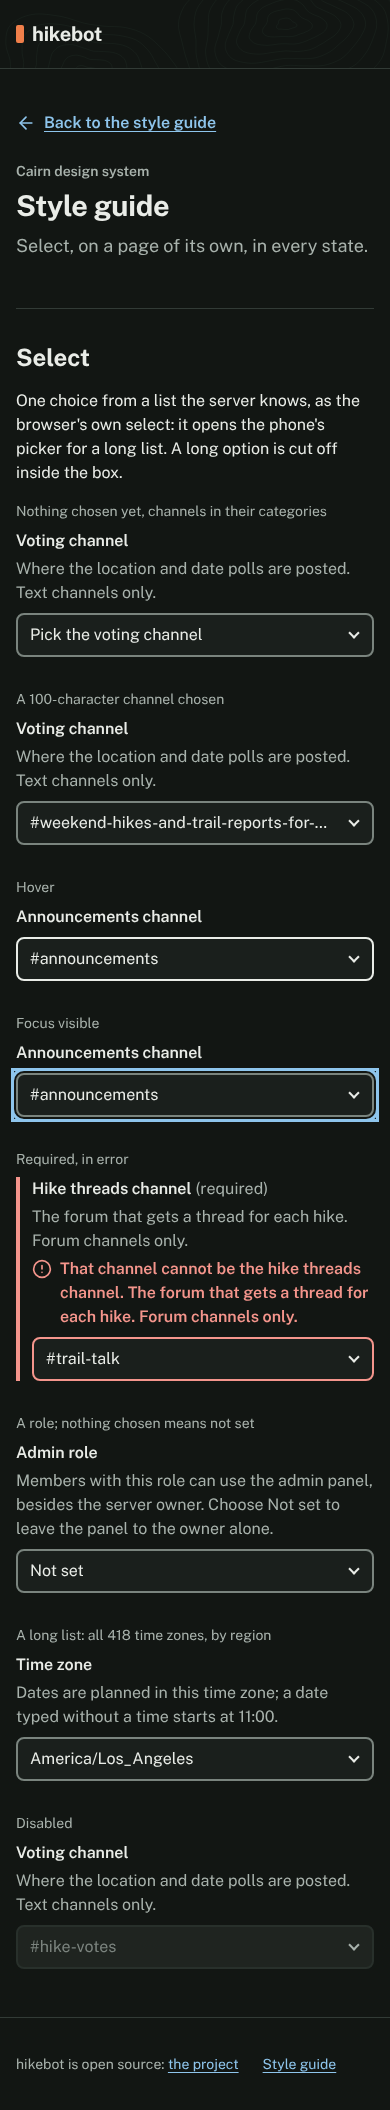 hikebot
Back to the style guide
Cairn design system
Style guide
Select, on a page of its own, in every state.
Select
One choice from a list the server knows, as the
browser's own select: it opens the phone's
picker for a long list. A long option is cut off
inside the box.
Nothing chosen yet, channels in their categories
Voting channel
Where the location and date polls are posted.
Text channels only.
Pick the voting channel
A 100-character channel chosen
Voting channel
Where the location and date polls are posted.
Text channels only.
#weekend-hikes-and-trail-reports-for-...
Hover
Announcements channel
#announcements
Focus visible
Announcements channel
#announcements
Required, in error
Hike threads channel (required)
The forum that gets a thread for each hike.
Forum channels only.
That channel cannot be the hike threads
channel. The forum that gets a thread for
each hike. Forum channels only.
#trail-talk
A role; nothing chosen means not set
Admin role
Members with this role can use the admin panel,
besides the server owner. Choose Not set to
leave the panel to the owner alone.
Not set
A long list: all 418 time zones, by region
Time zone
Dates are planned in this time zone; a date
typed without a time starts at 11:00.
America/Los_Angeles
Disabled
Voting channel
Where the location and date polls are posted.
Text channels only.
#hike-votes
hikebot is open source: the project Style guide